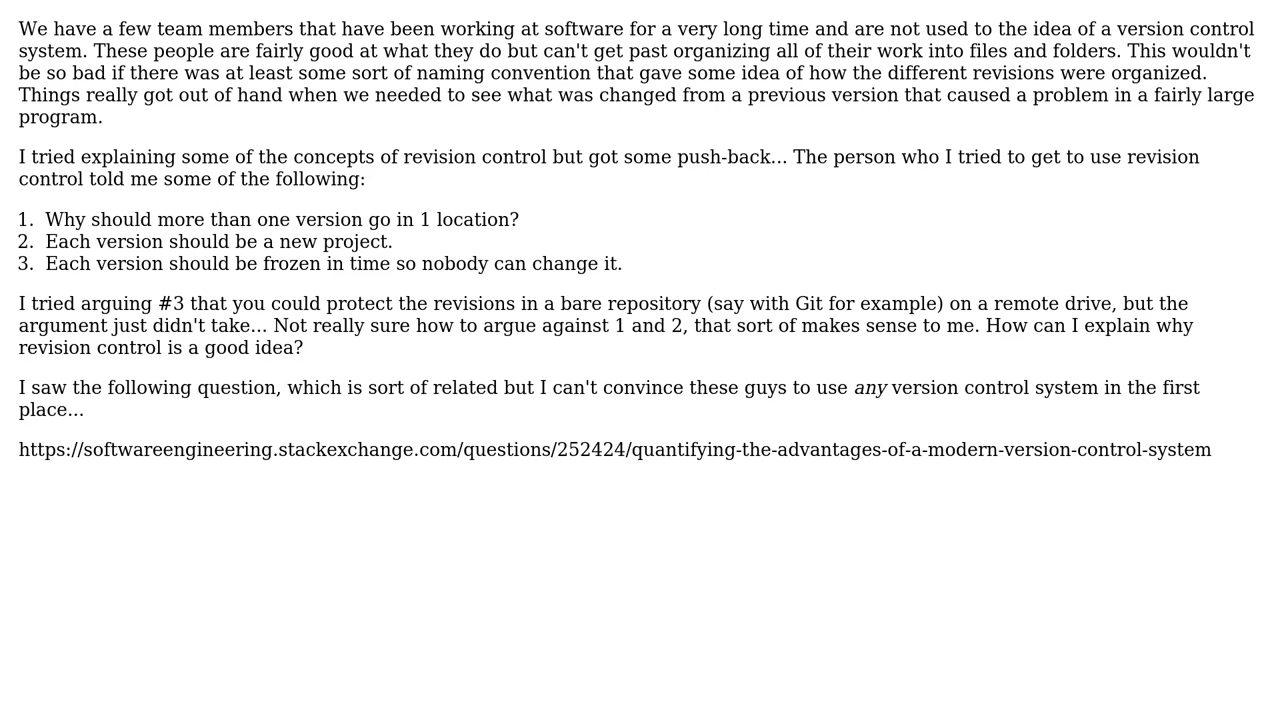 We have a few team members that have been working at software for a very long time and are not used to the idea of a version control
system. These people are fairly good at what they do but can't get past organizing all of their work into files and folders. This wouldn't
be so bad if there was at least some sort of naming convention that gave some idea of how the different revisions were organized.
Things really got out of hand when we needed to see what was changed from a previous version that caused a problem in a fairly large
program.
I tried explaining some of the concepts of revision control but got some push-back... The person who I tried to get to use revision
control told me some of the following:
1. Why should more than one version go in 1 location?
2. Each version should be a new project.
3. Each version should be frozen in time so nobody can change it.
I tried arguing #3 that you could protect the revisions in a bare repository (say with Git for example) on a remote drive, but the
argument just didn't take... Not really sure how to argue against 1 and 2, that sort of makes sense to me. How can I explain why
revision control is a good idea?
I saw the following question, which is sort of related but I can't convince these guys to use any version control system in the first
place...
https://softwareengineering.stackexchange.com/questions/252424/quantifying-the-advantages-of-a-modern-version-control-system